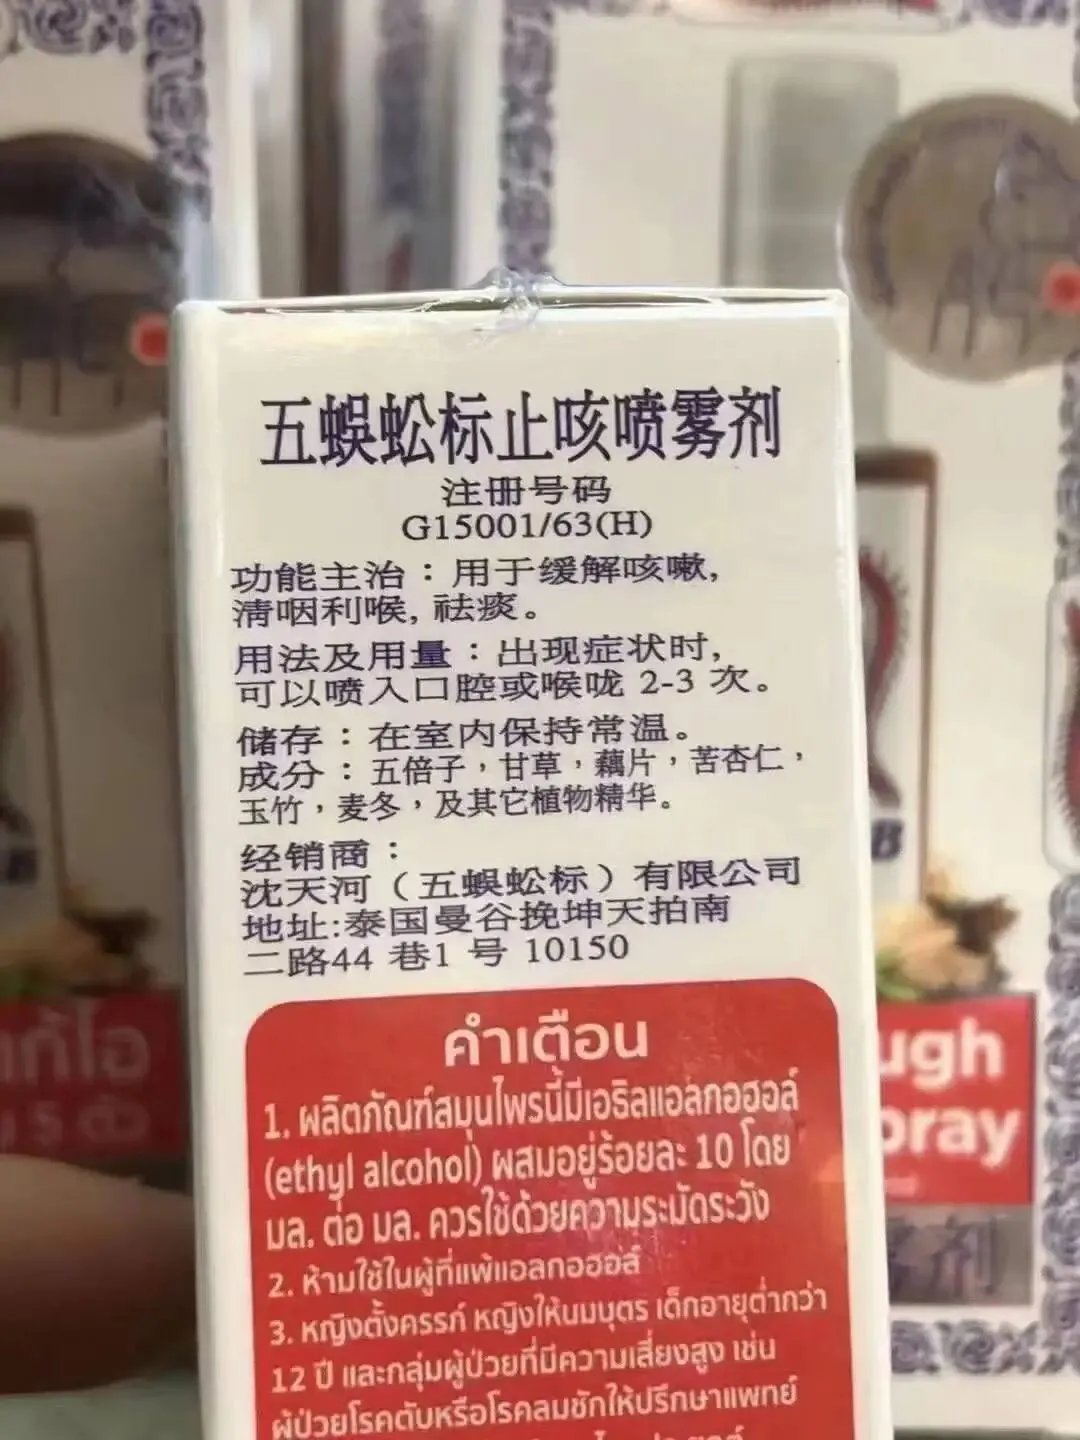 五蜈蚣标止咳喷雾剂
注册号码
G15001/63(H)
功能主治：用于缓解咳嗽,
清咽利喉, 祛痰。
用法及用量：出现症状时,
可以喷入口腔或喉咙 2-3 次。
储存：在室内保持常温。
成分：五倍子，甘草，藕片，苦杏仁，
玉竹，麦冬，及其它植物精华。
经销商：
沈天河（五蜈蚣标）有限公司
地址:泰国曼谷挽坤天拍南
二路44 巷1 号 10150
คำเตือน
1. ผลิตภัณฑ์สมุนไพรนี้มีเอธิลแอลกอฮอล์
(ethyl alcohol) ผสมอยู่ร้อยละ 10 โดย
มล. ต่อ มล. ควรใช้ด้วยความระมัดระวัง
2. ห้ามใช้ในผู้ที่แพ้แอลกอฮอล์
3. หญิงตั้งครรภ์ หญิงให้นมบุตร เด็กอายุต่ำกว่า
12 ปี และกลุ่มผู้ป่วยที่มีความเสี่ยงสูง เช่น
ผู้ป่วยโรคตับหรือโรคลมชักให้ปรึกษาแพทย์
ugh
pray
雾剂
B
แก้ไอ
5 ตัว